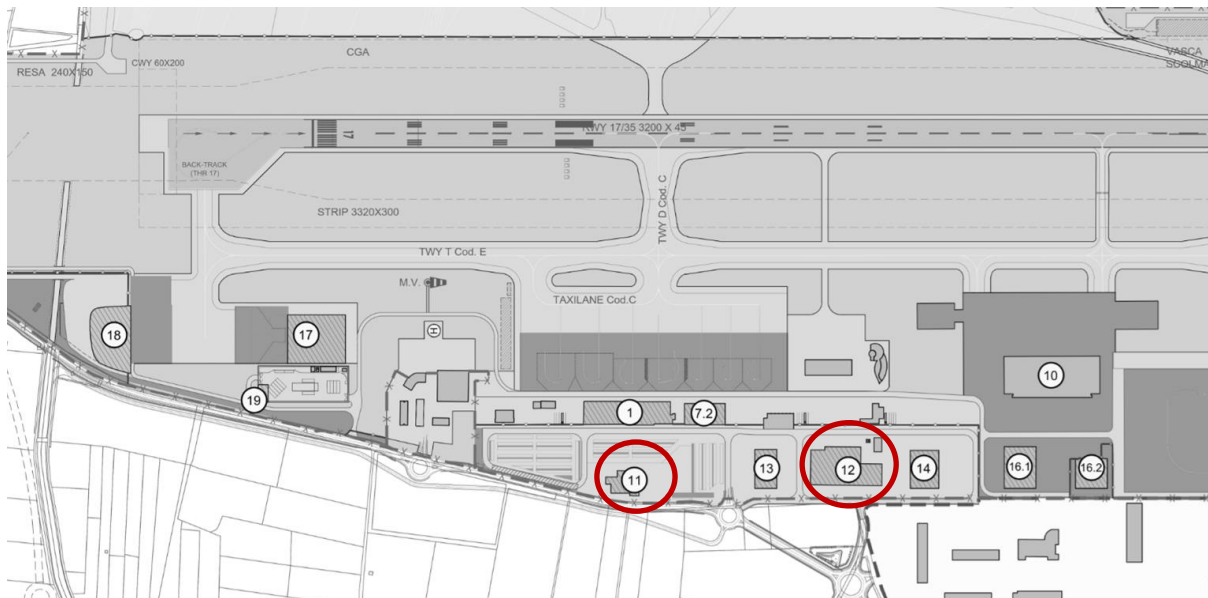 CGA
VASCA
SCOLMA
CWY 60X200
RESA 240X150
17
RWY 17/35 3200 X 45
BACK-TRACK
(THR 17)
TWY D Cod. C
STRIP 3320X300
TWY T Cod. E
M.V.
TAXILANE Cod.C
H
18
17
10
19
1
7.2
11
13
12
14
16.1
16.2